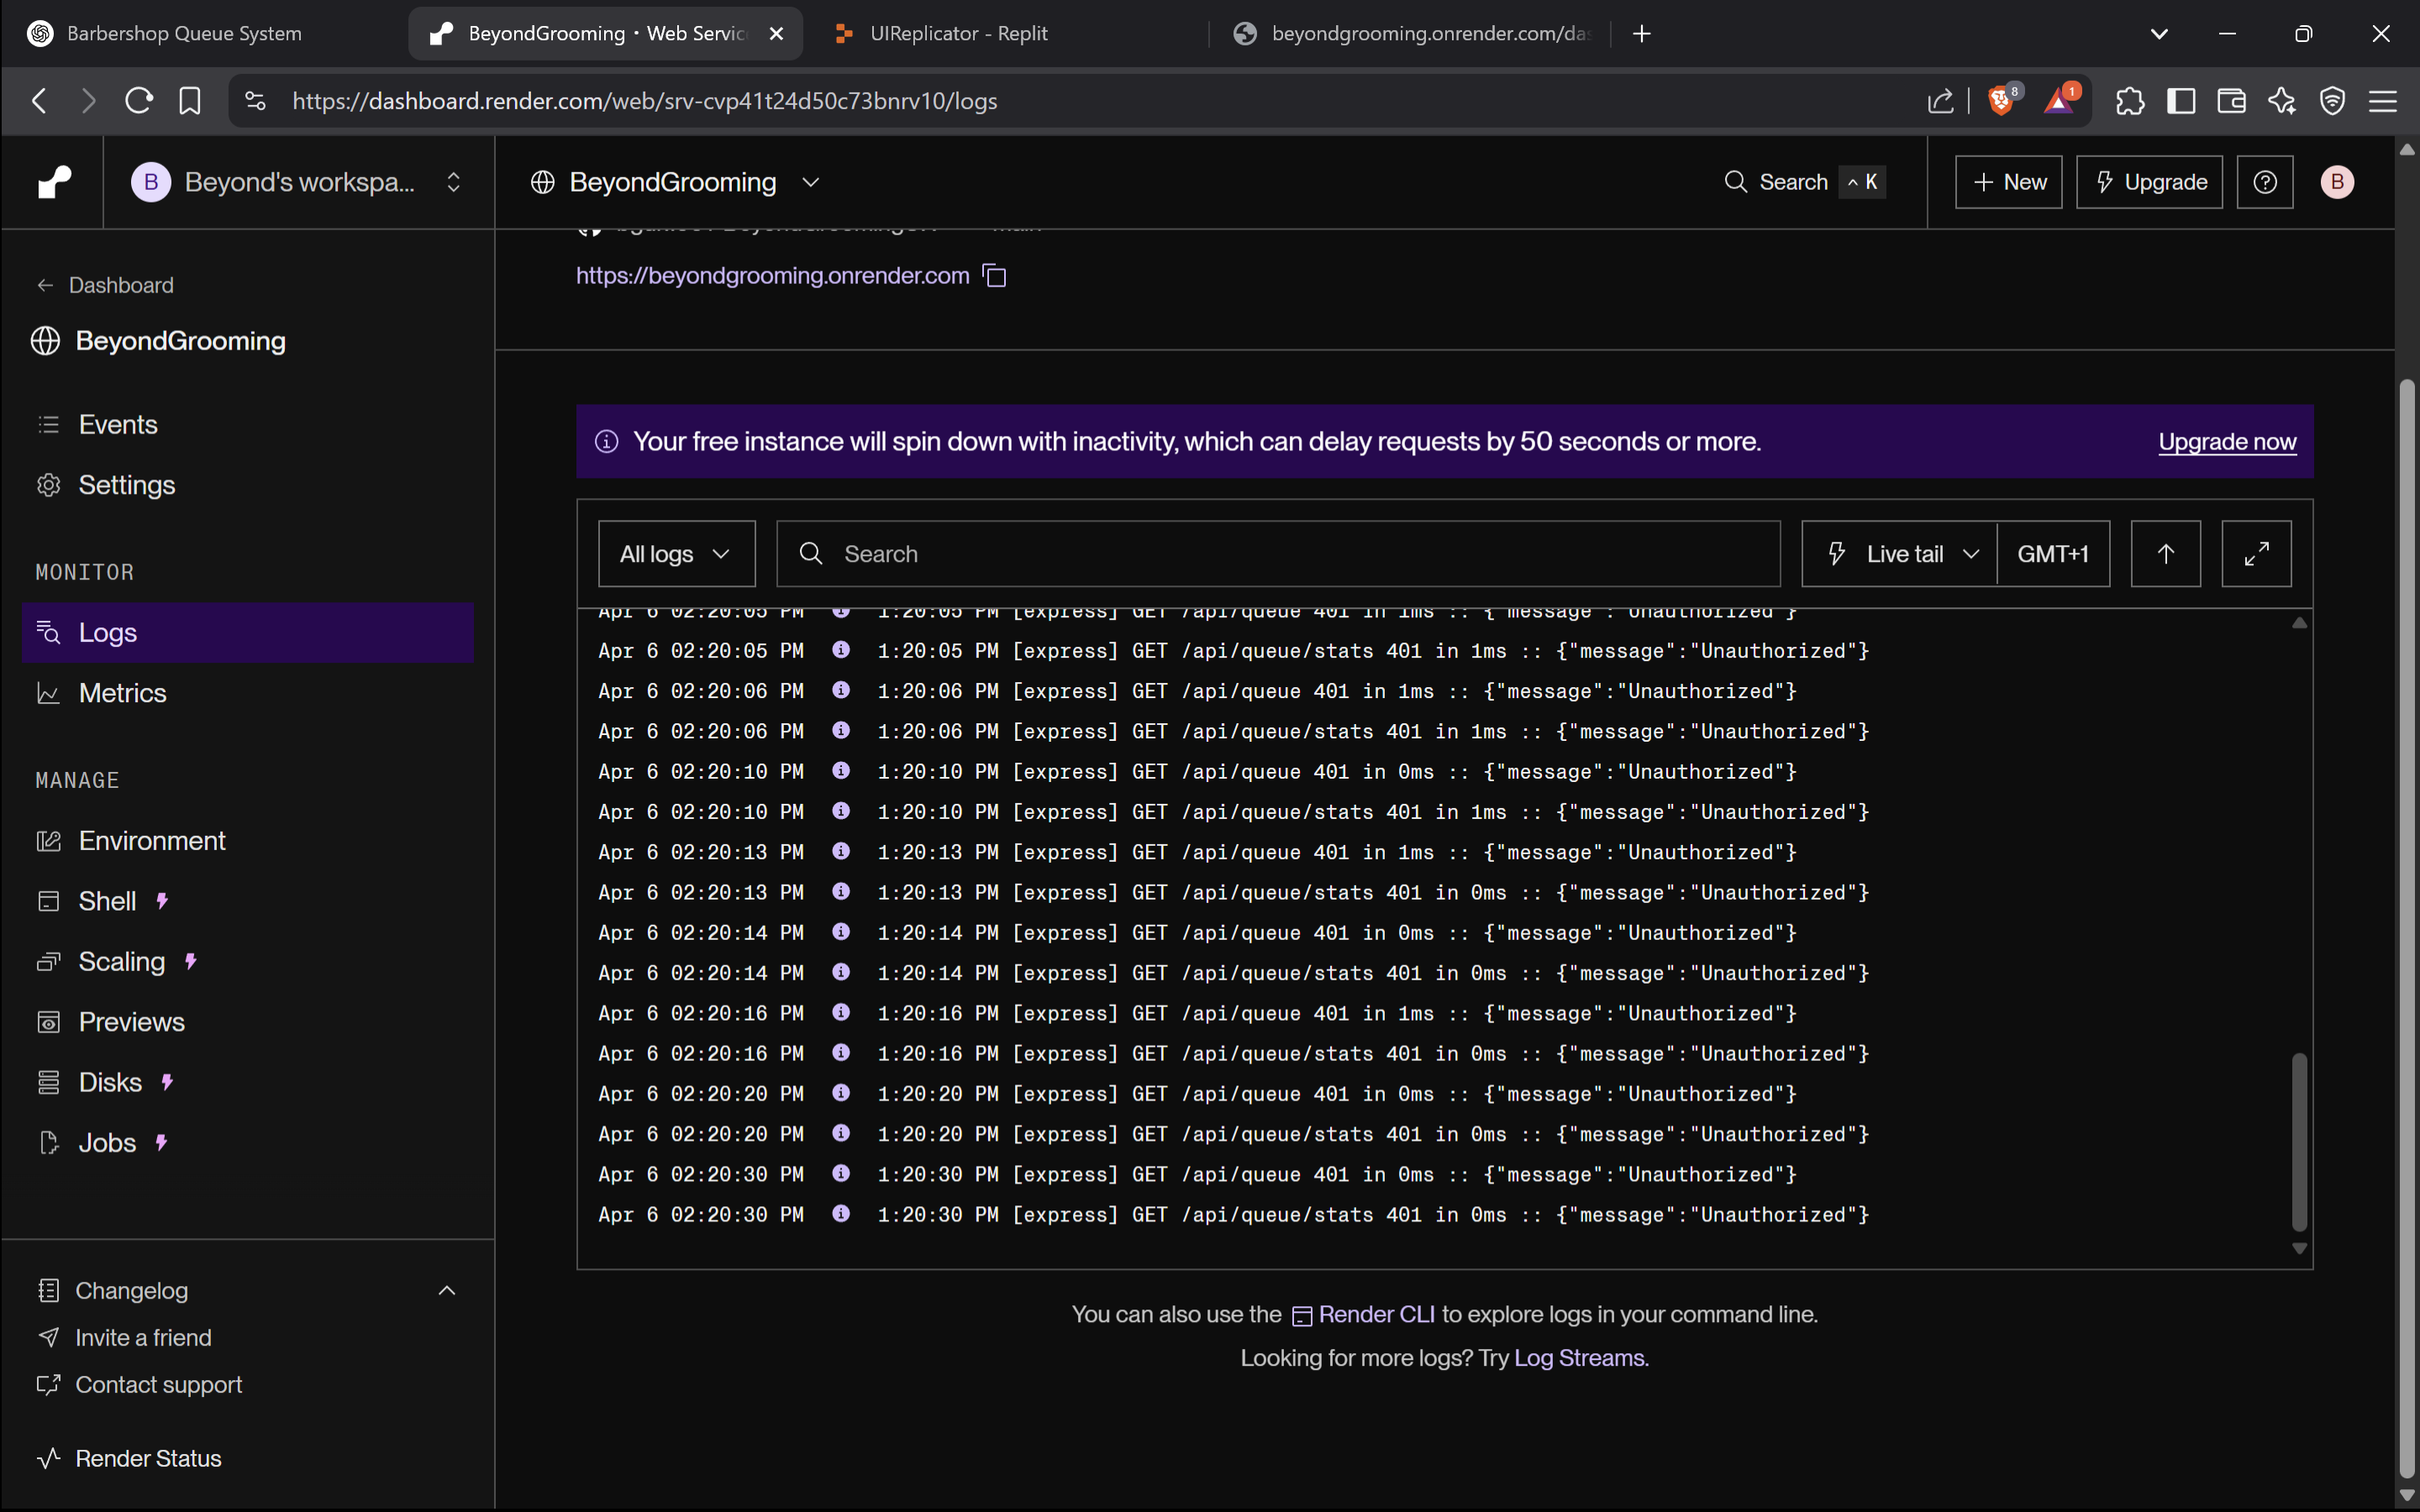 Barbershop Queue System
BeyondGrooming • Web Servic
UIReplicator - Replit
beyondgrooming.onrender.com/da
https://dashboard.render.com/web/srv-cvp41t24d50c73bnrv10/logs
8
1
B Beyond's workspa...
BeyondGrooming
Search ^ K
+ New
Upgrade
B
← Dashboard
BeyondGrooming
Events
Settings
MONITOR
Logs
Metrics
MANAGE
Environment
Shell
Scaling
Previews
Disks
Jobs
Changelog
Invite a friend
Contact support
Render Status
https://beyondgrooming.onrender.com
Your free instance will spin down with inactivity, which can delay requests by 50 seconds or more.
Upgrade now
All logs
Search
Live tail
GMT+1
Apr 6 02:20:05 PM 1:20:05 PM [express] GET /api/queue 401 in 1ms :: {"message":"Unauthorized"}
Apr 6 02:20:05 PM 1:20:05 PM [express] GET /api/queue/stats 401 in 1ms :: {"message":"Unauthorized"}
Apr 6 02:20:06 PM 1:20:06 PM [express] GET /api/queue 401 in 1ms :: {"message":"Unauthorized"}
Apr 6 02:20:06 PM 1:20:06 PM [express] GET /api/queue/stats 401 in 1ms :: {"message":"Unauthorized"}
Apr 6 02:20:10 PM 1:20:10 PM [express] GET /api/queue 401 in 0ms :: {"message":"Unauthorized"}
Apr 6 02:20:10 PM 1:20:10 PM [express] GET /api/queue/stats 401 in 1ms :: {"message":"Unauthorized"}
Apr 6 02:20:13 PM 1:20:13 PM [express] GET /api/queue 401 in 1ms :: {"message":"Unauthorized"}
Apr 6 02:20:13 PM 1:20:13 PM [express] GET /api/queue/stats 401 in 0ms :: {"message":"Unauthorized"}
Apr 6 02:20:14 PM 1:20:14 PM [express] GET /api/queue 401 in 0ms :: {"message":"Unauthorized"}
Apr 6 02:20:14 PM 1:20:14 PM [express] GET /api/queue/stats 401 in 0ms :: {"message":"Unauthorized"}
Apr 6 02:20:16 PM 1:20:16 PM [express] GET /api/queue 401 in 1ms :: {"message":"Unauthorized"}
Apr 6 02:20:16 PM 1:20:16 PM [express] GET /api/queue/stats 401 in 0ms :: {"message":"Unauthorized"}
Apr 6 02:20:20 PM 1:20:20 PM [express] GET /api/queue 401 in 0ms :: {"message":"Unauthorized"}
Apr 6 02:20:20 PM 1:20:20 PM [express] GET /api/queue/stats 401 in 0ms :: {"message":"Unauthorized"}
Apr 6 02:20:30 PM 1:20:30 PM [express] GET /api/queue 401 in 0ms :: {"message":"Unauthorized"}
Apr 6 02:20:30 PM 1:20:30 PM [express] GET /api/queue/stats 401 in 0ms :: {"message":"Unauthorized"}
You can also use the Render CLI to explore logs in your command line.
Looking for more logs? Try Log Streams.